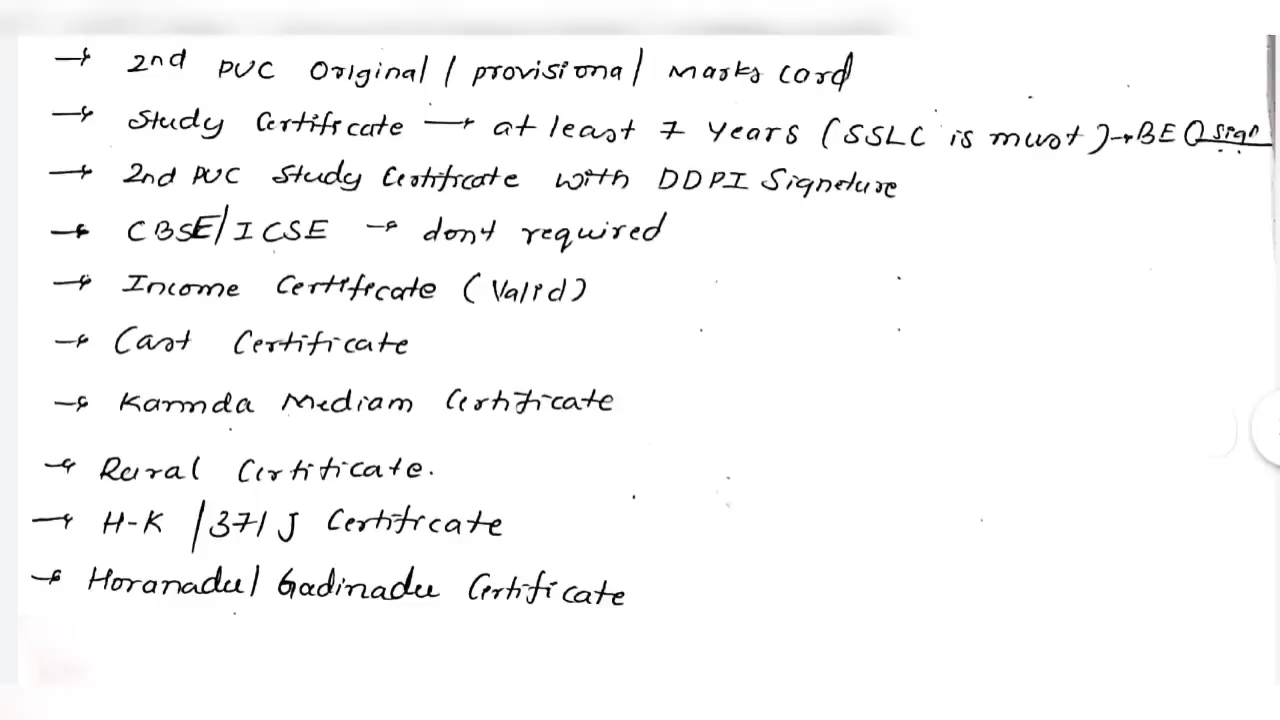 → 2nd PUC Original / provisional marks card
→ Study Certificate → at least 7 years (SSLC is must) → BEO sign
→ 2nd PUC Study Certificate with DDPI Signature
→ CBSE/ICSE → dont required
→ Income Certificate (Valid)
→ Cast Certificate
→ Kannda Mediam Certificate
→ Rural Certificate.
→ H-K / 371 J Certificate
→ Horanadu / Gadinadu Certificate